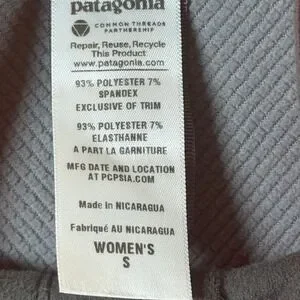 patagonia
COMMON THREADS
PARTNERSHIP
Repair, Reuse, Recycle
This Product
www.patagonia.com
93% POLYESTER 7%
SPANDEX
EXCLUSIVE OF TRIM
93% POLYESTER 7%
ELASTHANNE
A PART LA GARNITURE
MFG DATE AND LOCATION
AT PCPSIA.COM
Made in NICARAGUA
Fabriqué AU NICARAGUA
WOMEN'S
S